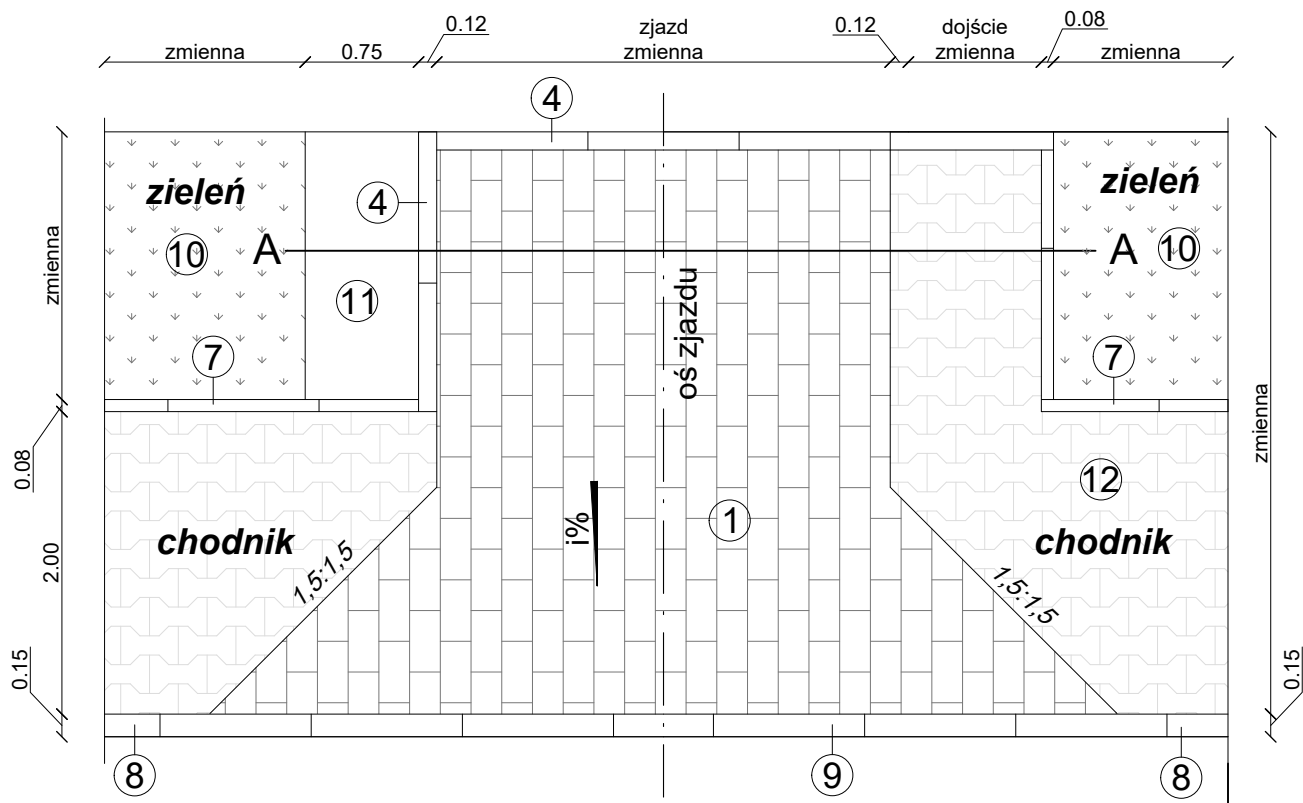 0.12
zjazd
0.12
dojście
0.08
zmienna
0.75
zmienna
zmienna
zmienna
4
zieleń
4
zieleń
10
A
A
10
zmienna
11
oś zjazdu
7
7
0.08
zmienna
12
i%
1
chodnik
chodnik
2.00
1,5:1,5
1,5:1,5
0.15
0.15
8
9
8